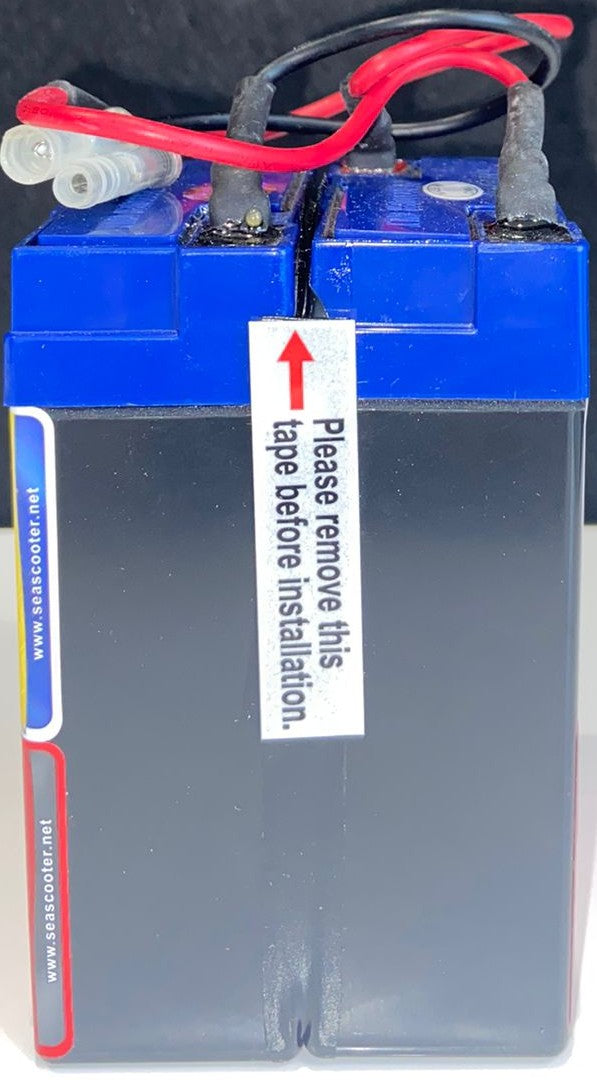 Please remove this
tape before installation.
www.seascooter.net
www.seascooter.net